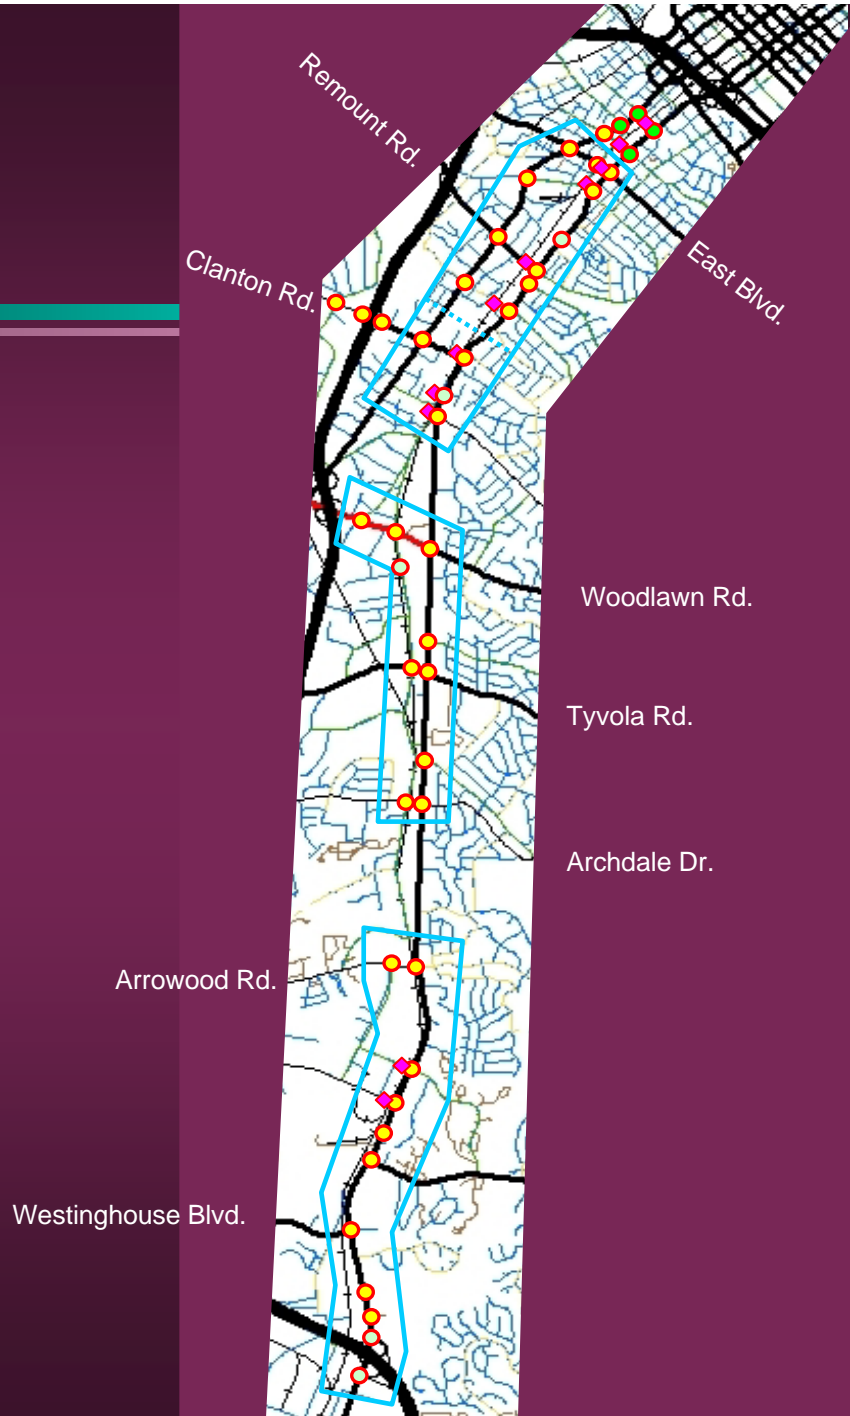 Remount Rd.
Clanton Rd.
East Blvd.
Woodlawn Rd.
Tyvola Rd.
Archdale Dr.
Arrowood Rd.
Westinghouse Blvd.